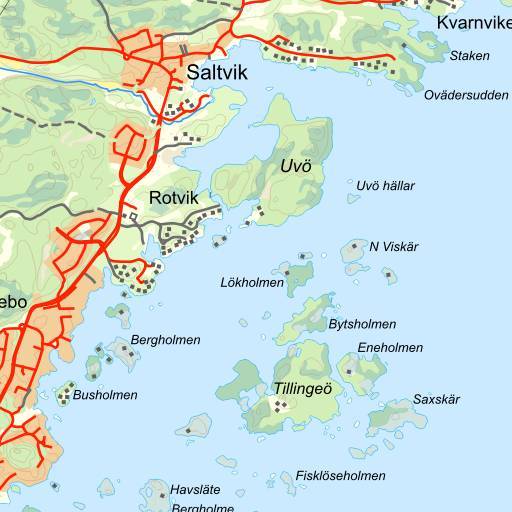 Kvarnvike
Staken
Saltvik
Ovädersudden
Uvö
Uvö hällar
Rotvik
N Viskär
Lökholmen
ebo
Bytsholmen
Bergholmen
Eneholmen
Tillingeö
Busholmen
Saxskär
Fisklöseholmen
Havsläte
Bergholme